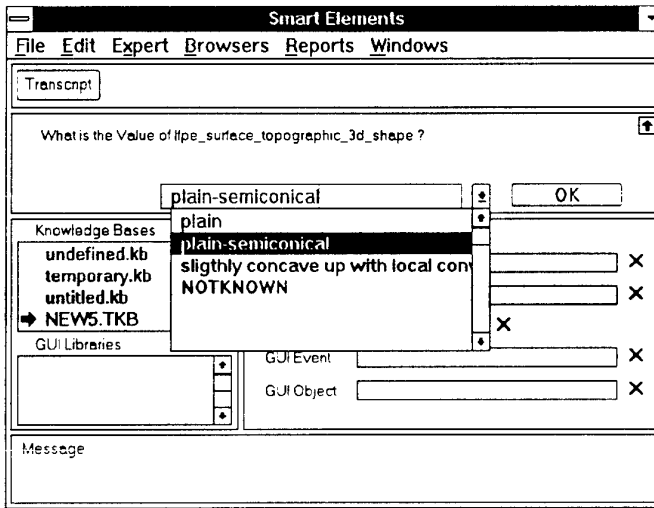 Smart Elements
File Edit Expert Browsers Reports Windows
Transcript
What is the Value of lfpe_surface_topographic_3d_shape ?
plain-semiconical
OK
plain
plain-semiconical
sligthly concave up with local conv
NOTKNOWN
Knowledge Bases
undefined.kb
temporary.kb
untitled.kb
NEW5.TKB
GUI Libraries
GUI Event
GUI Object
Message